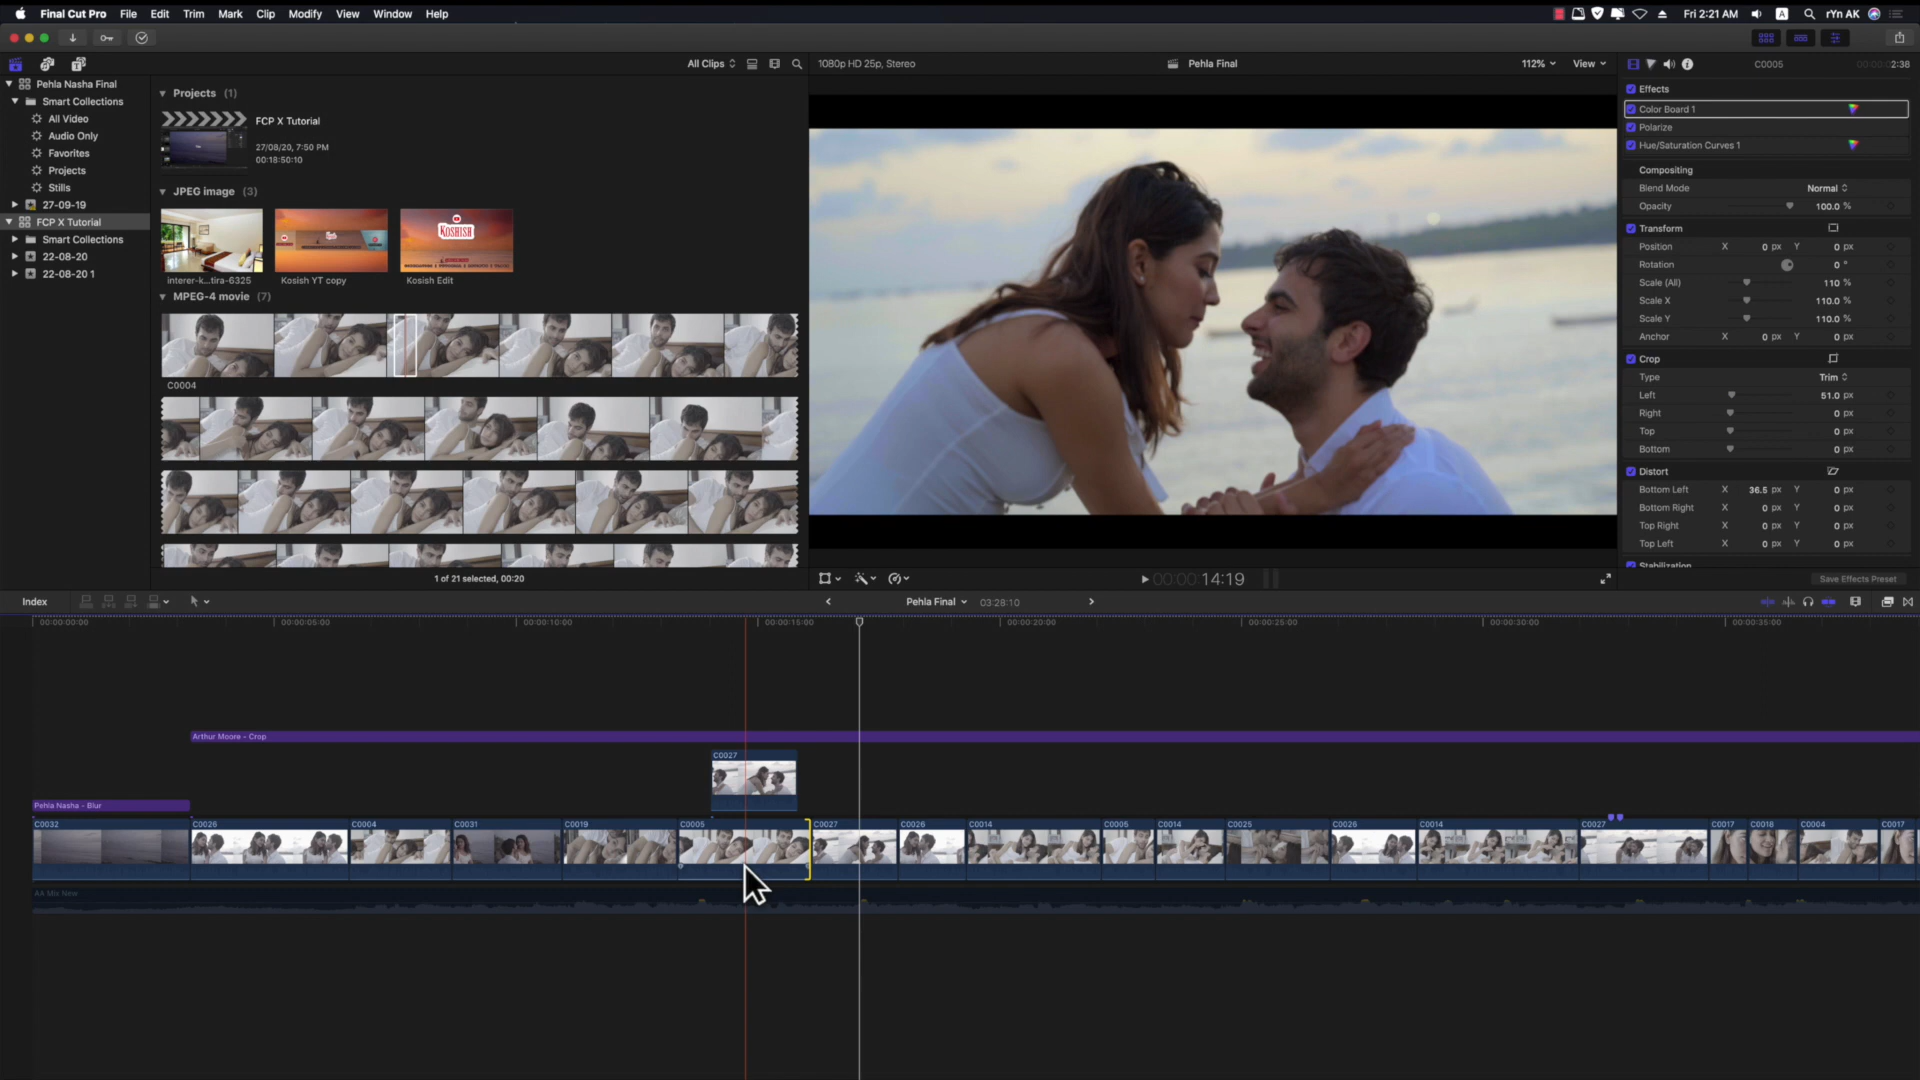 Final Cut Pro File Edit Trim Mark Clip Modify View Window Help
Fri 2:21 AM A rYn AK
All Clips
1080p HD 25p, Stereo
Pehla Final
112% View
C0005
2:38
Pehla Nasha Final
Smart Collections
All Video
Audio Only
Favorites
Projects
Stills
27-09-19
FCP X Tutorial
Smart Collections
22-08-20
22-08-20 1
Projects (1)
FCP X Tutorial
27/08/20, 7:50 PM
00:18:50:10
JPEG image (3)
KOSHISH
interer-k...tira-6325 Kosish YT copy Kosish Edit
MPEG-4 movie (7)
C0004
1 of 21 selected, 00:20
Effects
Color Board 1
Polarize
Hue/Saturation Curves 1
Compositing
Blend Mode Normal
Opacity 100.0 %
Transform
Position X 0 px Y 0 px
Rotation 0 °
Scale (All) 110 %
Scale X 110.0 %
Scale Y 110.0 %
Anchor X 0 px Y 0 px
Crop
Type Trim
Left 51.0 px
Right 0 px
Top 0 px
Bottom 0 px
Distort
Bottom Left X 36.5 px Y 0 px
Bottom Right X 0 px Y 0 px
Top Right X 0 px Y 0 px
Top Left X 0 px Y 0 px
Stabilization
Save Effects Preset
00:00:14:19
Index
Pehla Final 03:28:10
00:00:00:00 00:00:05:00 00:00:10:00 00:00:15:00 00:00:20:00 00:00:25:00 00:00:30:00 00:00:35:00
Arthur Moore - Crop
C0027
Pehla Nasha - Blur
C0032 C0026 C0004 C0031 C0019 C0005 C0027 C0026 C0014 C0005 C0014 C0025 C0026 C0014 C0027 C0017 C0018 C0004 C0017
AA Mix New